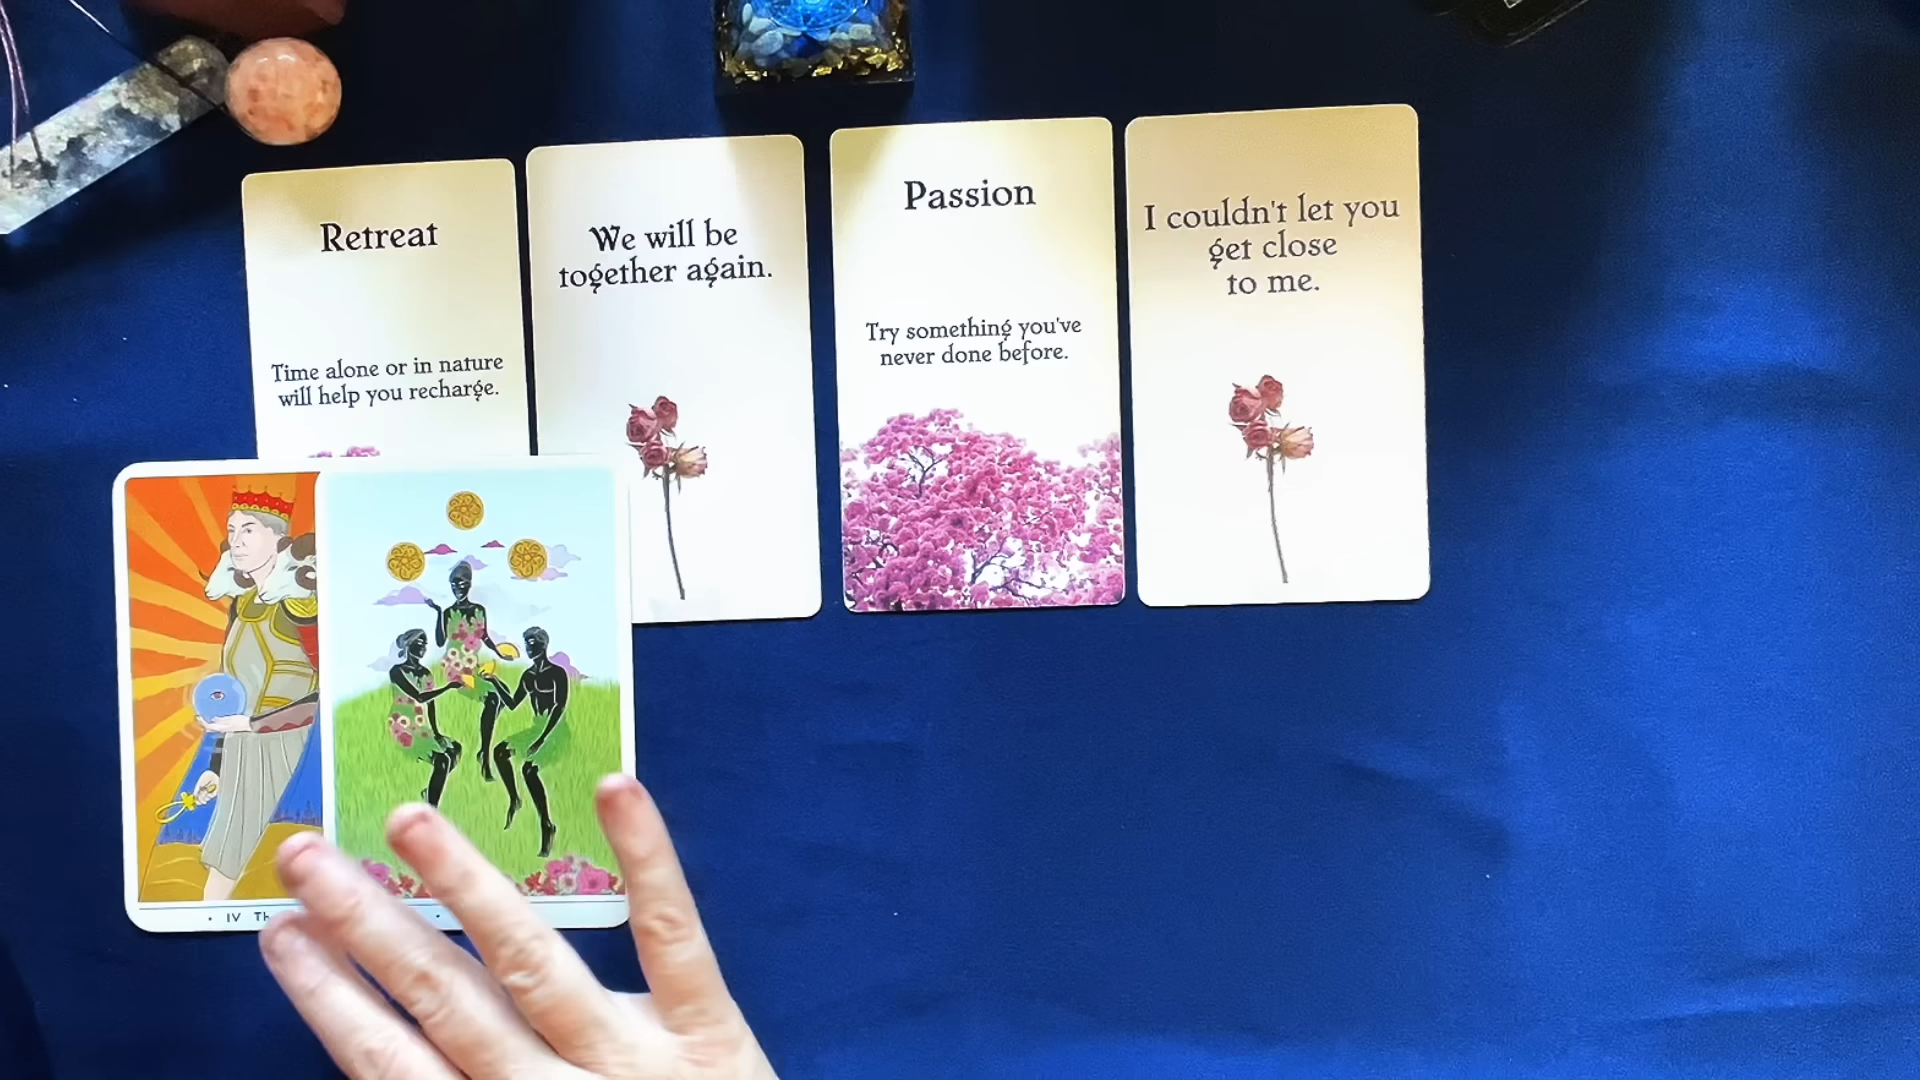 Retreat
Time alone or in nature
will help you recharge.
We will be
together again.
Passion
Try something you've
never done before.
I couldn't let you
get close
to me.
IV